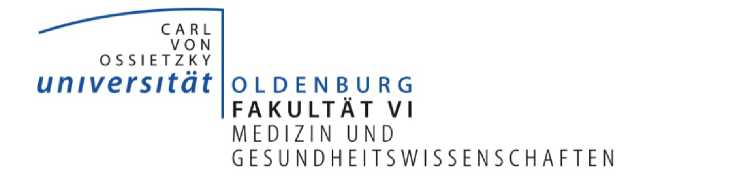 CARL
VON
OSSIETZKY
universität OLDENBURG
FAKULTÄT VI
MEDIZIN UND
GESUNDHEITSWISSENSCHAFTEN